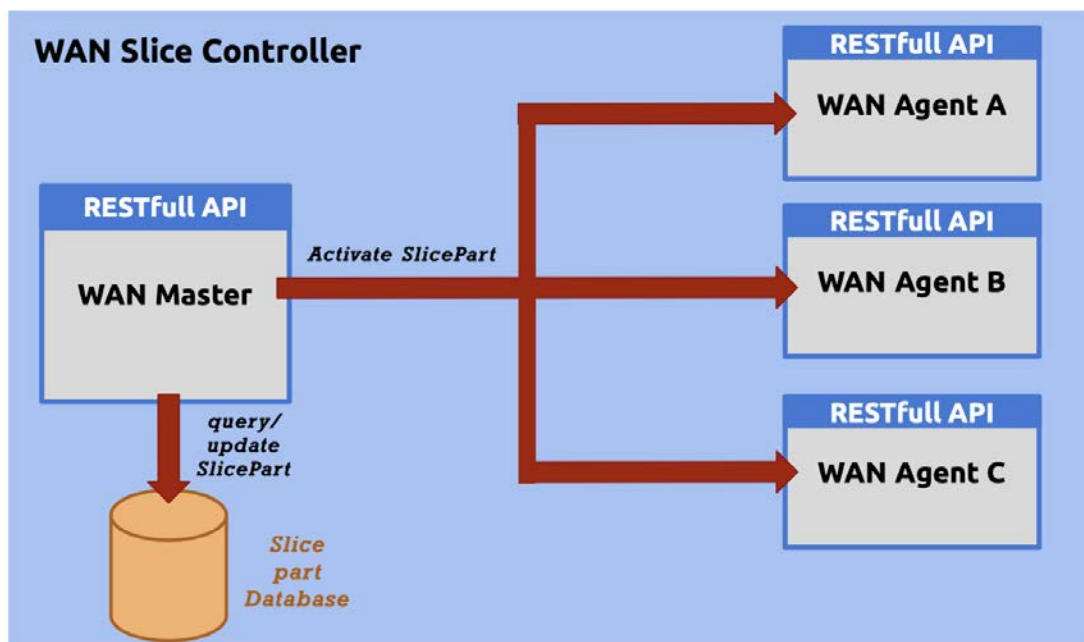 WAN Slice Controller
RESTfull API
WAN Master
Activate SlicePart
query/
update
SlicePart
Slice
part
Database
RESTfull API
WAN Agent A
RESTfull API
WAN Agent B
RESTfull API
WAN Agent C